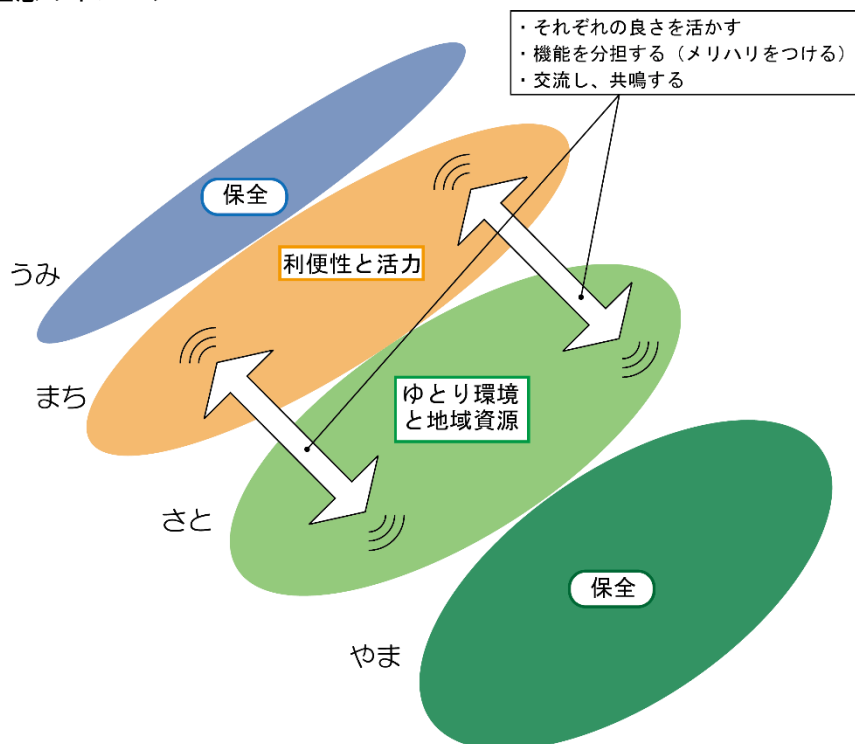 ・それぞれの良さを活かす
・機能を分担する（メリハリをつける）
・交流し、共鳴する
保全
うみ
利便性と活力
まち
ゆとり環境
と地域資源
さと
保全
やま